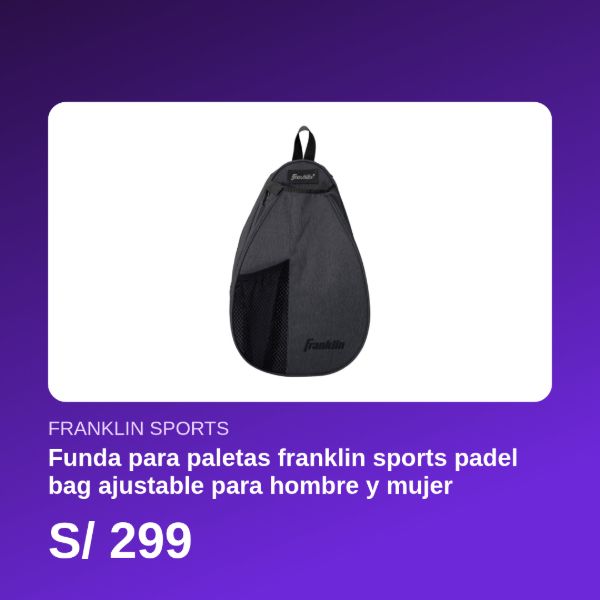 Franklin
franklin
FRANKLIN SPORTS
Funda para paletas franklin sports padel
bag ajustable para hombre y mujer
S/ 299